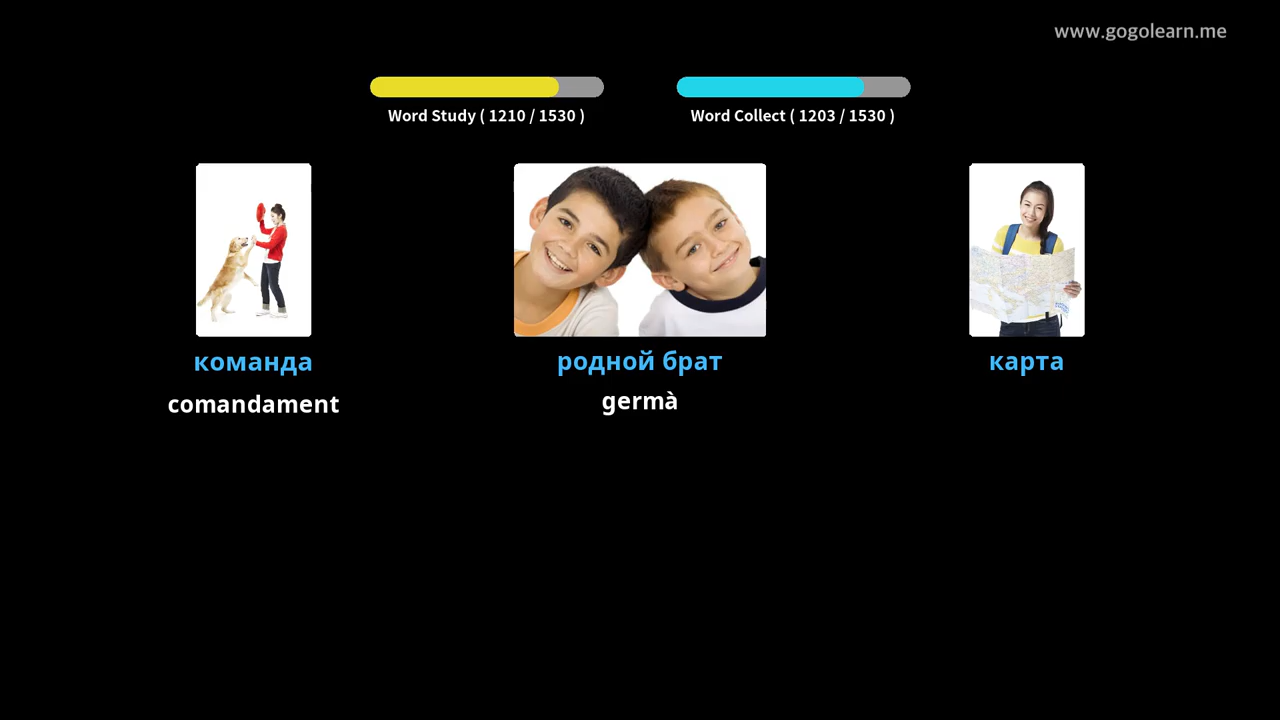 www.gogolearn.me
Word Study ( 1210 / 1530 )
Word Collect ( 1203 / 1530 )
команда
родной брат
карта
comandament
germà